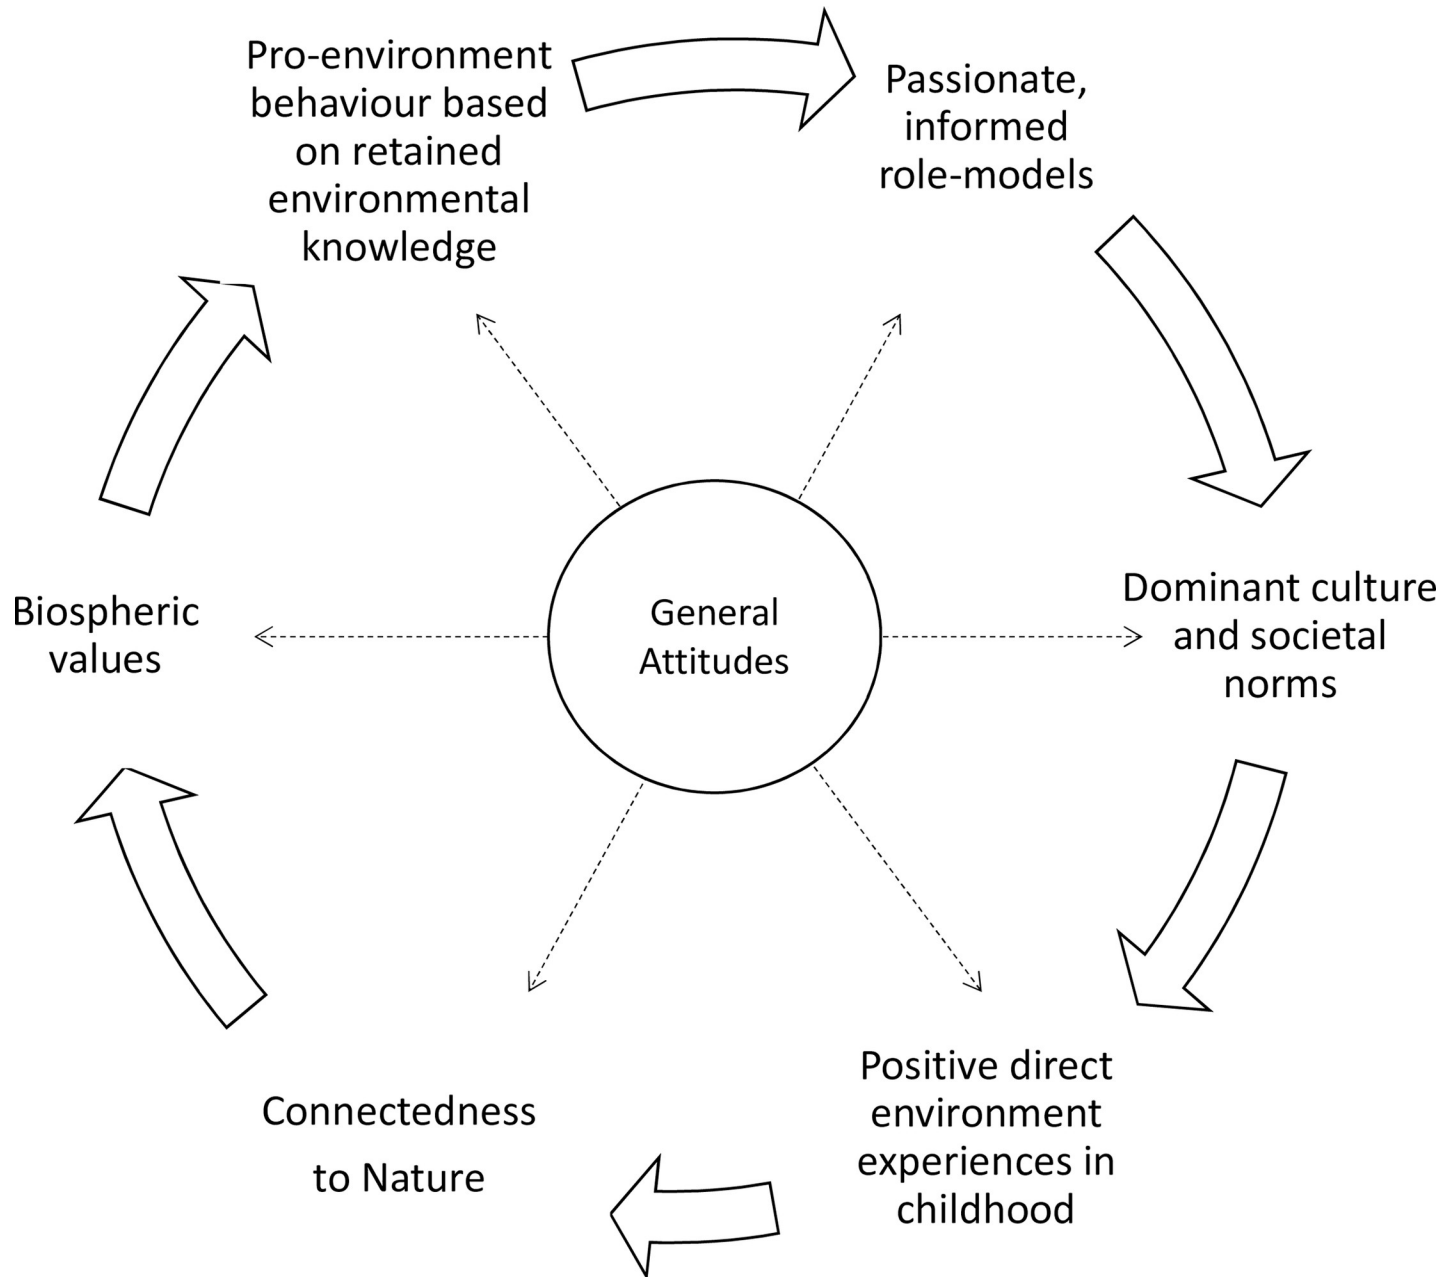 Pro-environment
behaviour based
on retained
environmental
knowledge
Passionate,
informed
role-models
Biospheric
values
General
Attitudes
Dominant culture
and societal
norms
Connectedness
to Nature
Positive direct
environment
experiences in
childhood